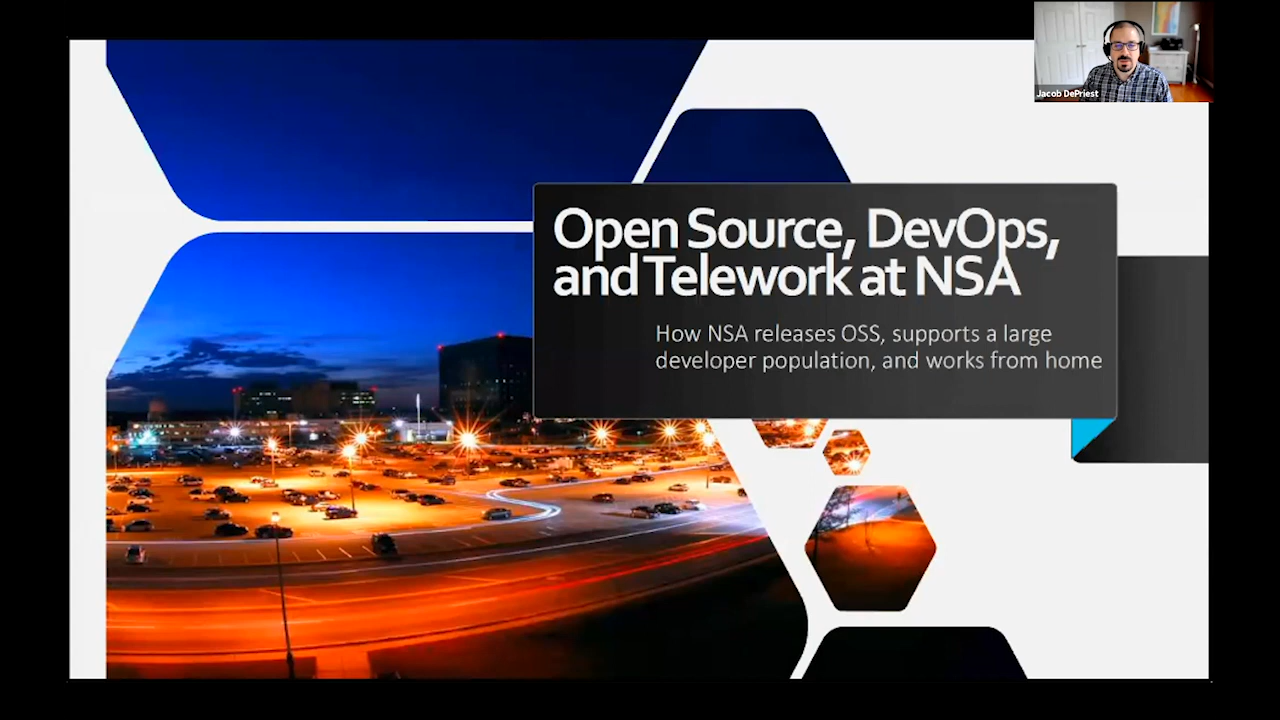 Jacob DePriest
Open Source, DevOps,
and Telework at NSA
How NSA releases OSS, supports a large
developer population, and works from home